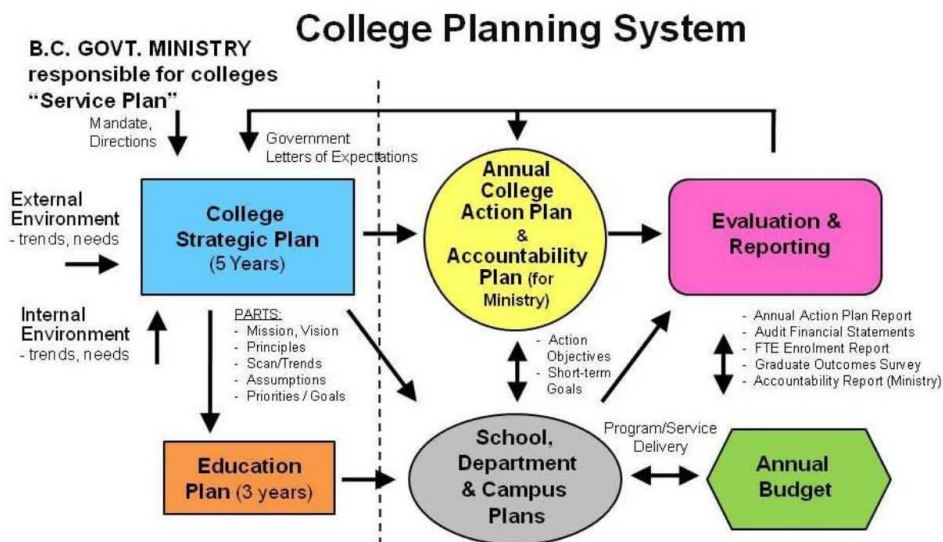 College Planning System
B.C. GOVT. MINISTRY
responsible for colleges
“Service Plan”
Mandate,
Directions
Government
Letters of Expectations
External
Environment
- trends, needs
College
Strategic Plan
(5 Years)
Annual
College
Action Plan
&
Accountability
Plan (for
Ministry)
Evaluation &
Reporting
Internal
Environment
- trends, needs
PARTS:
- Mission, Vision
- Principles
- Scan/Trends
- Assumptions
- Priorities / Goals
- Action
Objectives
- Short-term
Goals
- Annual Action Plan Report
- Audit Financial Statements
- FTE Enrolment Report
- Graduate Outcomes Survey
- Accountability Report (Ministry)
Education
Plan (3 years)
School,
Department
& Campus
Plans
Program/Service
Delivery
Annual
Budget